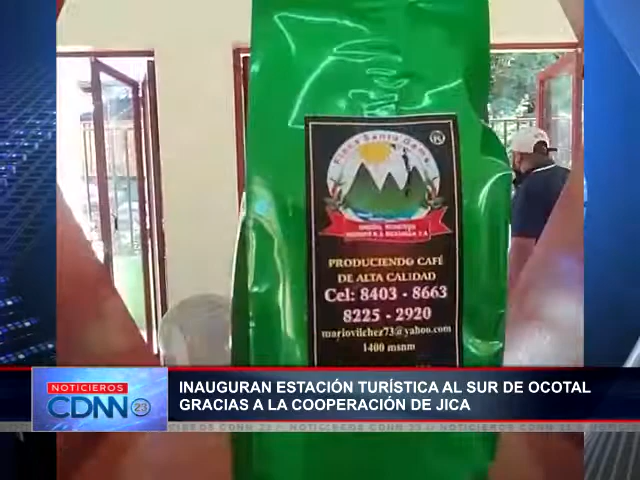 Finca Santa Gema
R
PRODUCIENDO CAFÉ
DE ALTA CALIDAD
Cel: 8403 - 8663
8225 - 2920
mariovilchez73@yahoo.com
1400 msnm
NOTICIEROS
CDNN 23
INAUGURAN ESTACIÓN TURÍSTICA AL SUR DE OCOTAL
GRACIAS A LA COOPERACIÓN DE JICA